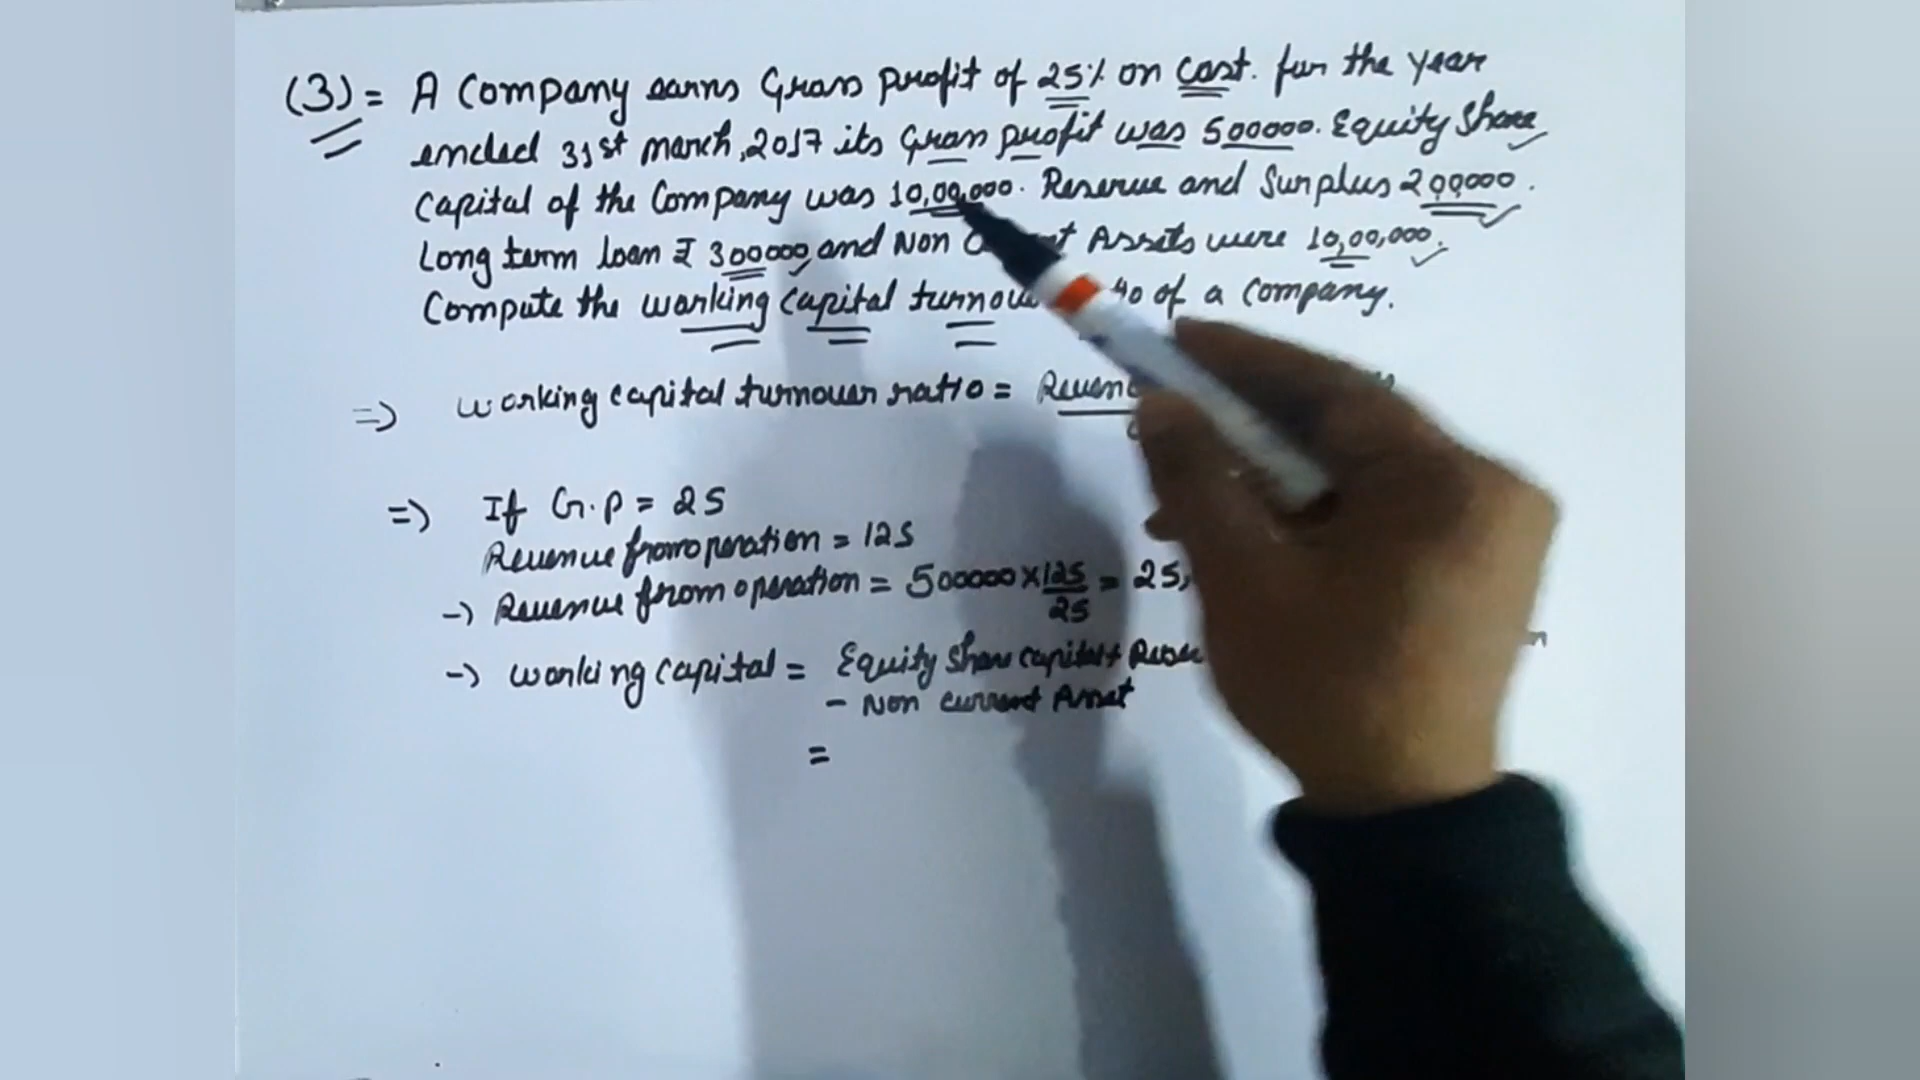 (3) = A Company earns Gross profit of 25% on cost. for the year
ended 31st march, 2017 its Gross profit was 500000. Equity Share
capital of the Company was 10,00,000. Reserve and Surplus 200000.
Long term loan ₹ 300000 and Non Assets were 10,00,000.
Compute the working capital of a company.
=> working capital turnover ratio =
=> If G.P = 25
Revenue from operation = 125
-> Revenue from operation = 500000 × 125/25 = 25,
-> working capital = Equity Share capital +
- Non current Asset
=